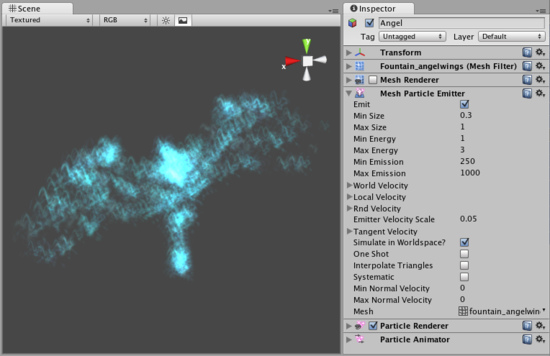 Scene
Textured
RGB
y
x
Inspector
Angel
Tag Untagged Layer Default
Transform
Fountain_angelwings (Mesh Filter)
Mesh Renderer
Mesh Particle Emitter
Emit
Min Size 0.3
Max Size 1
Min Energy 1
Max Energy 3
Min Emission 250
Max Emission 1000
World Velocity
Local Velocity
Rnd Velocity
Emitter Velocity Scale 0.05
Tangent Velocity
Simulate in Worldspace?
One Shot
Interpolate Triangles
Systematic
Min Normal Velocity 0
Max Normal Velocity 0
Mesh fountain_angelwin
Particle Renderer
Particle Animator